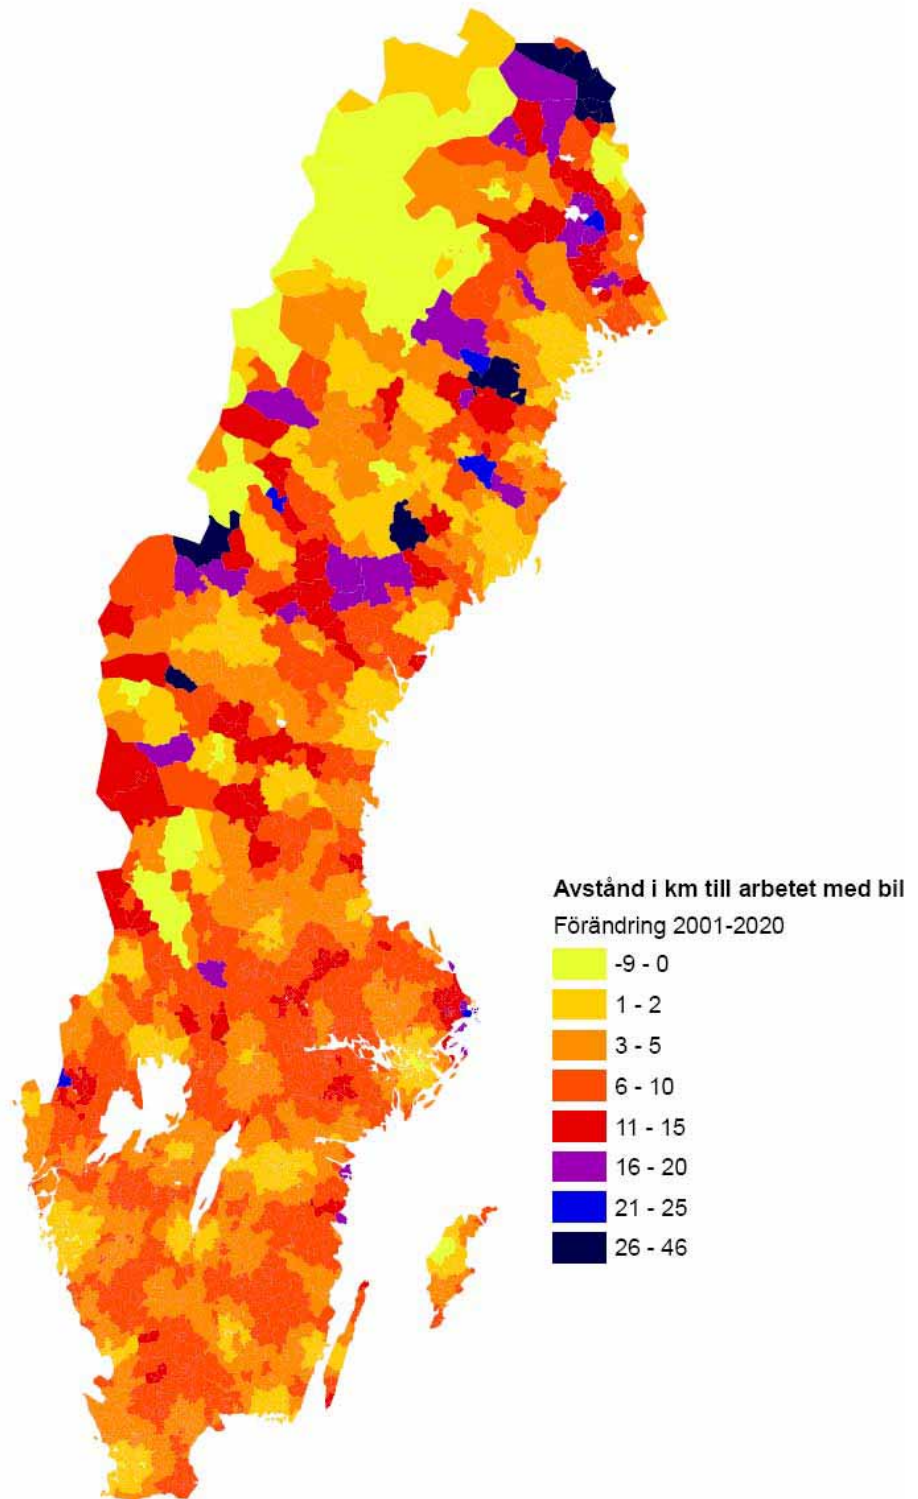 Avstånd i km till arbetet med bil
Förändring 2001-2020
-9 - 0
1 - 2
3 - 5
6 - 10
11 - 15
16 - 20
21 - 25
26 - 46